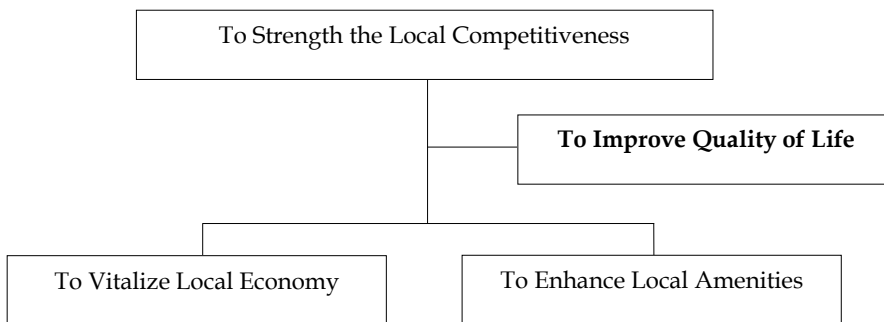 To Strength the Local Competitiveness
To Improve Quality of Life
To Vitalize Local Economy
To Enhance Local Amenities